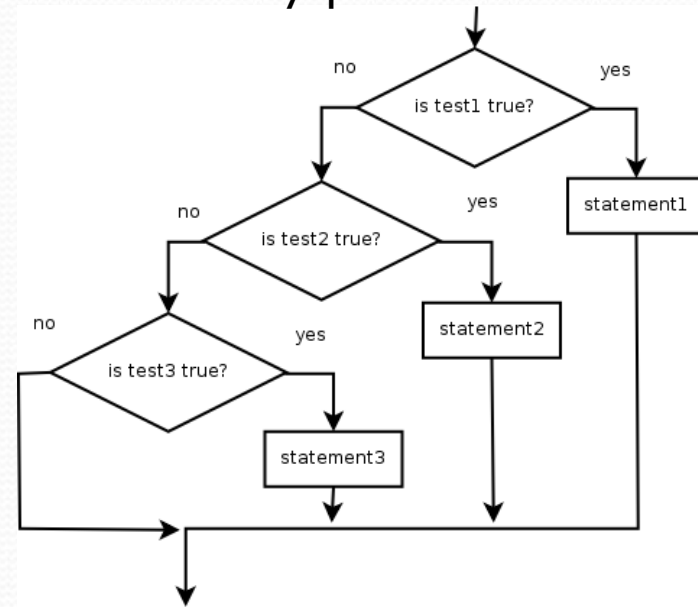 no
yes
is test1 true?
no
yes
statement1
is test2 true?
no
yes
statement2
is test3 true?
statement3